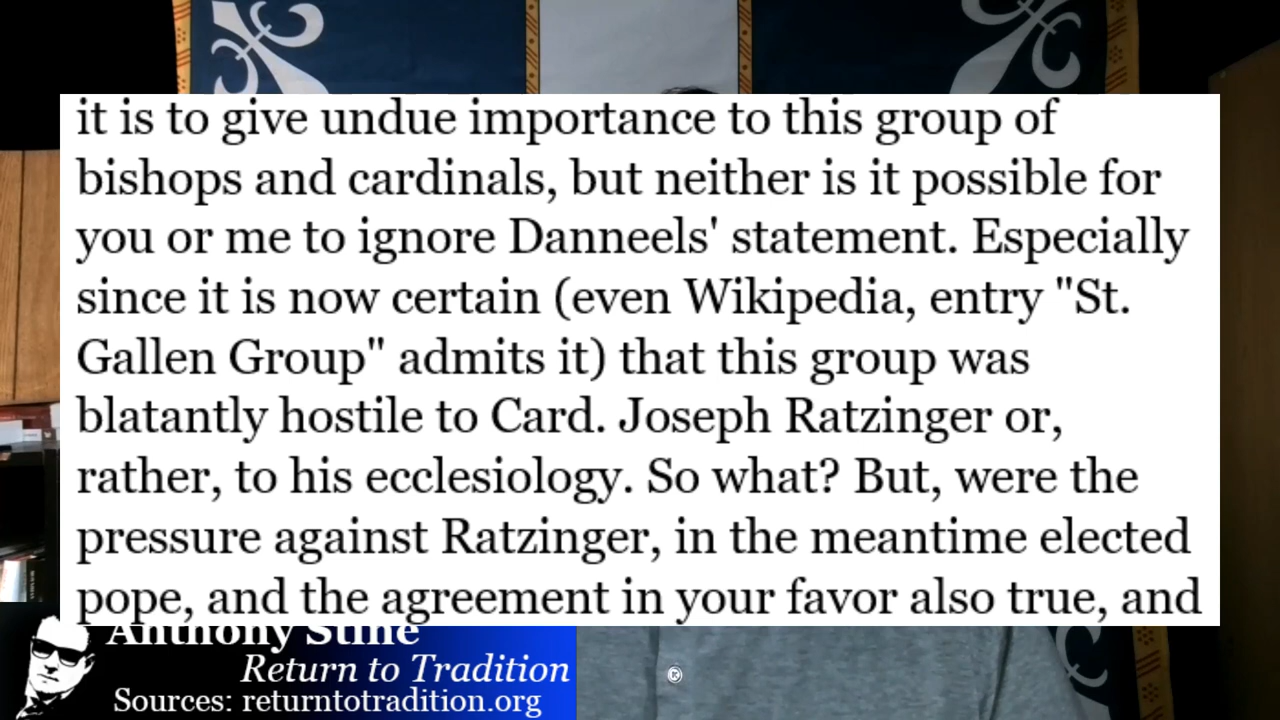 it is to give undue importance to this group of
bishops and cardinals, but neither is it possible for
you or me to ignore Danneels' statement. Especially
since it is now certain (even Wikipedia, entry "St.
Gallen Group" admits it) that this group was
blatantly hostile to Card. Joseph Ratzinger or,
rather, to his ecclesiology. So what? But, were the
pressure against Ratzinger, in the meantime elected
pope, and the agreement in your favor also true, and
Anthony Stine
Return to Tradition
Sources: returntotradition.org